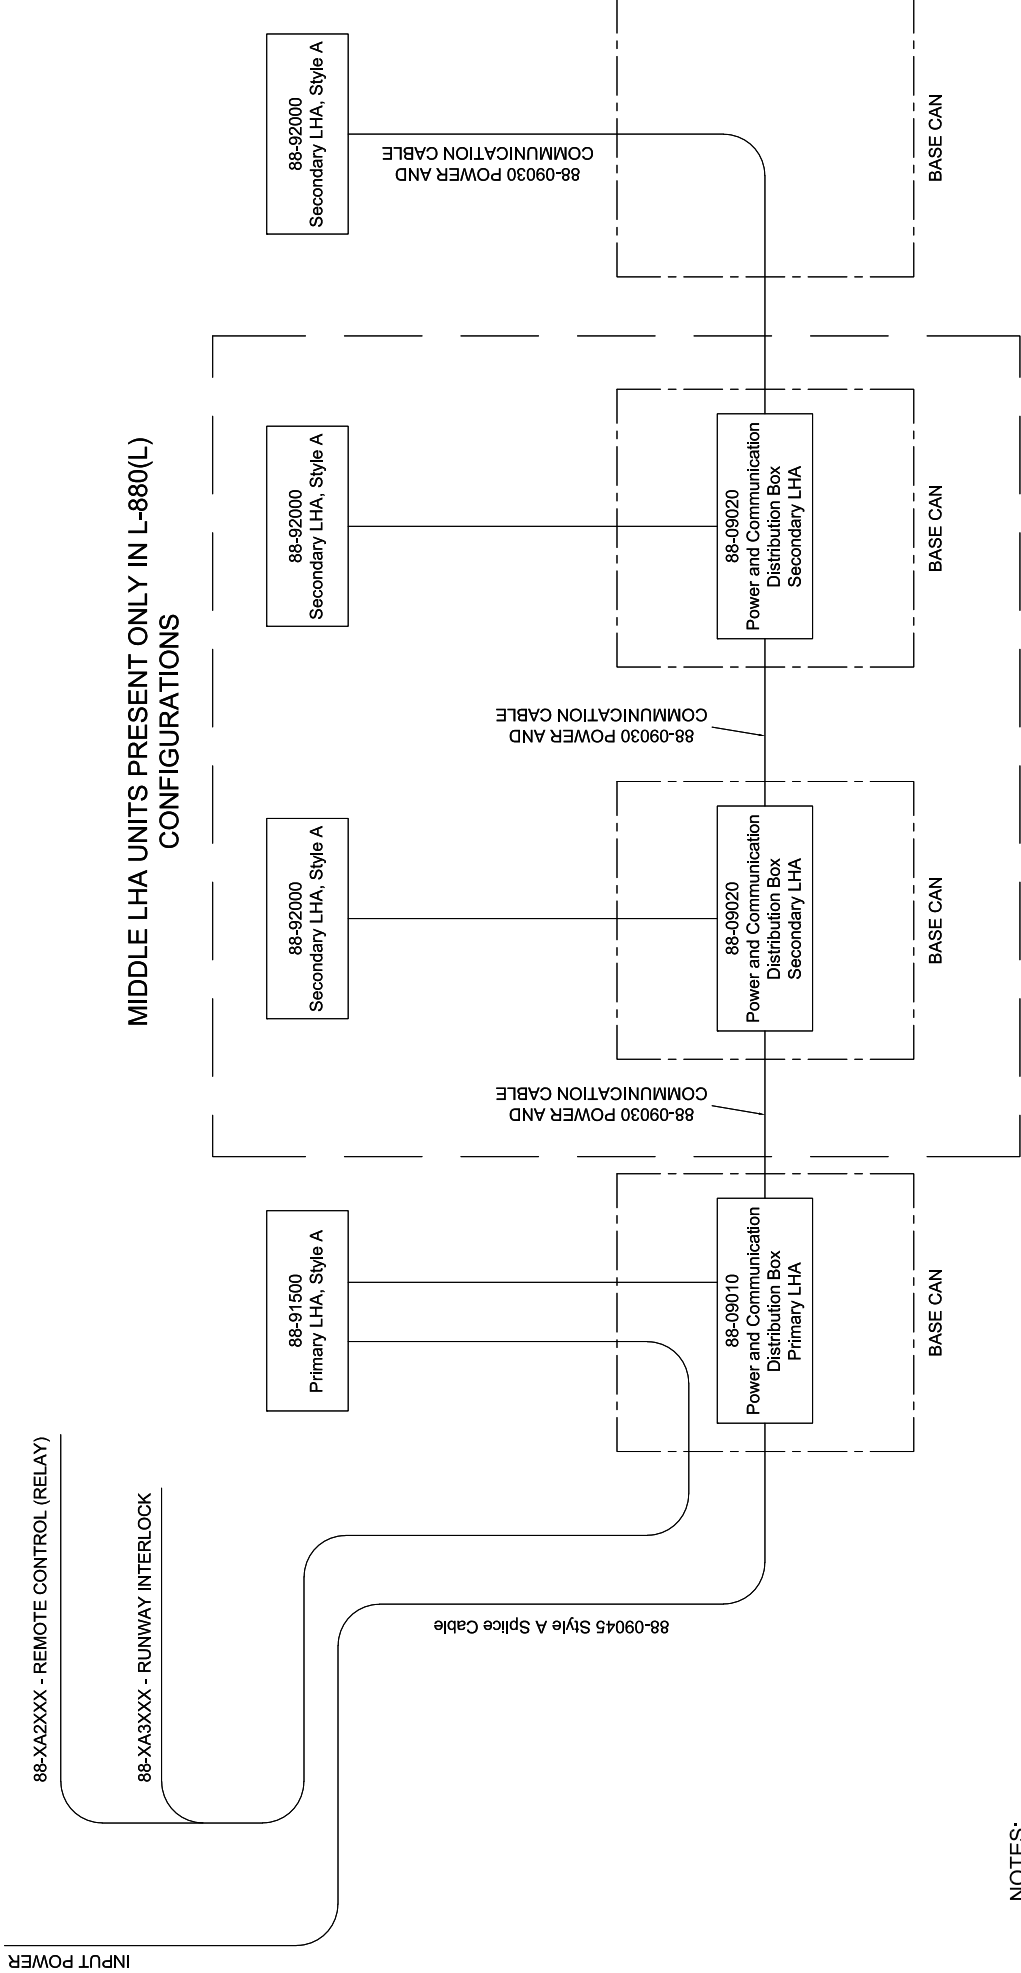 INPUT POWER
88-XA2XXX - REMOTE CONTROL (RELAY)
88-XA3XXX - RUNWAY INTERLOCK
88-09045 Style A Splice Cable
MIDDLE LHA UNITS PRESENT ONLY IN L-880(L)
CONFIGURATIONS
88-91500
Primary LHA, Style A
88-92000
Secondary LHA, Style A
88-92000
Secondary LHA, Style A
88-92000
Secondary LHA, Style A
88-09030 POWER AND
COMMUNICATION CABLE
88-09030 POWER AND
COMMUNICATION CABLE
88-09030 POWER AND
COMMUNICATION CABLE
88-09010
Power and Communication
Distribution Box
Primary LHA
88-09020
Power and Communication
Distribution Box
Secondary LHA
88-09020
Power and Communication
Distribution Box
Secondary LHA
BASE CAN
BASE CAN
BASE CAN
BASE CAN
NOTES: